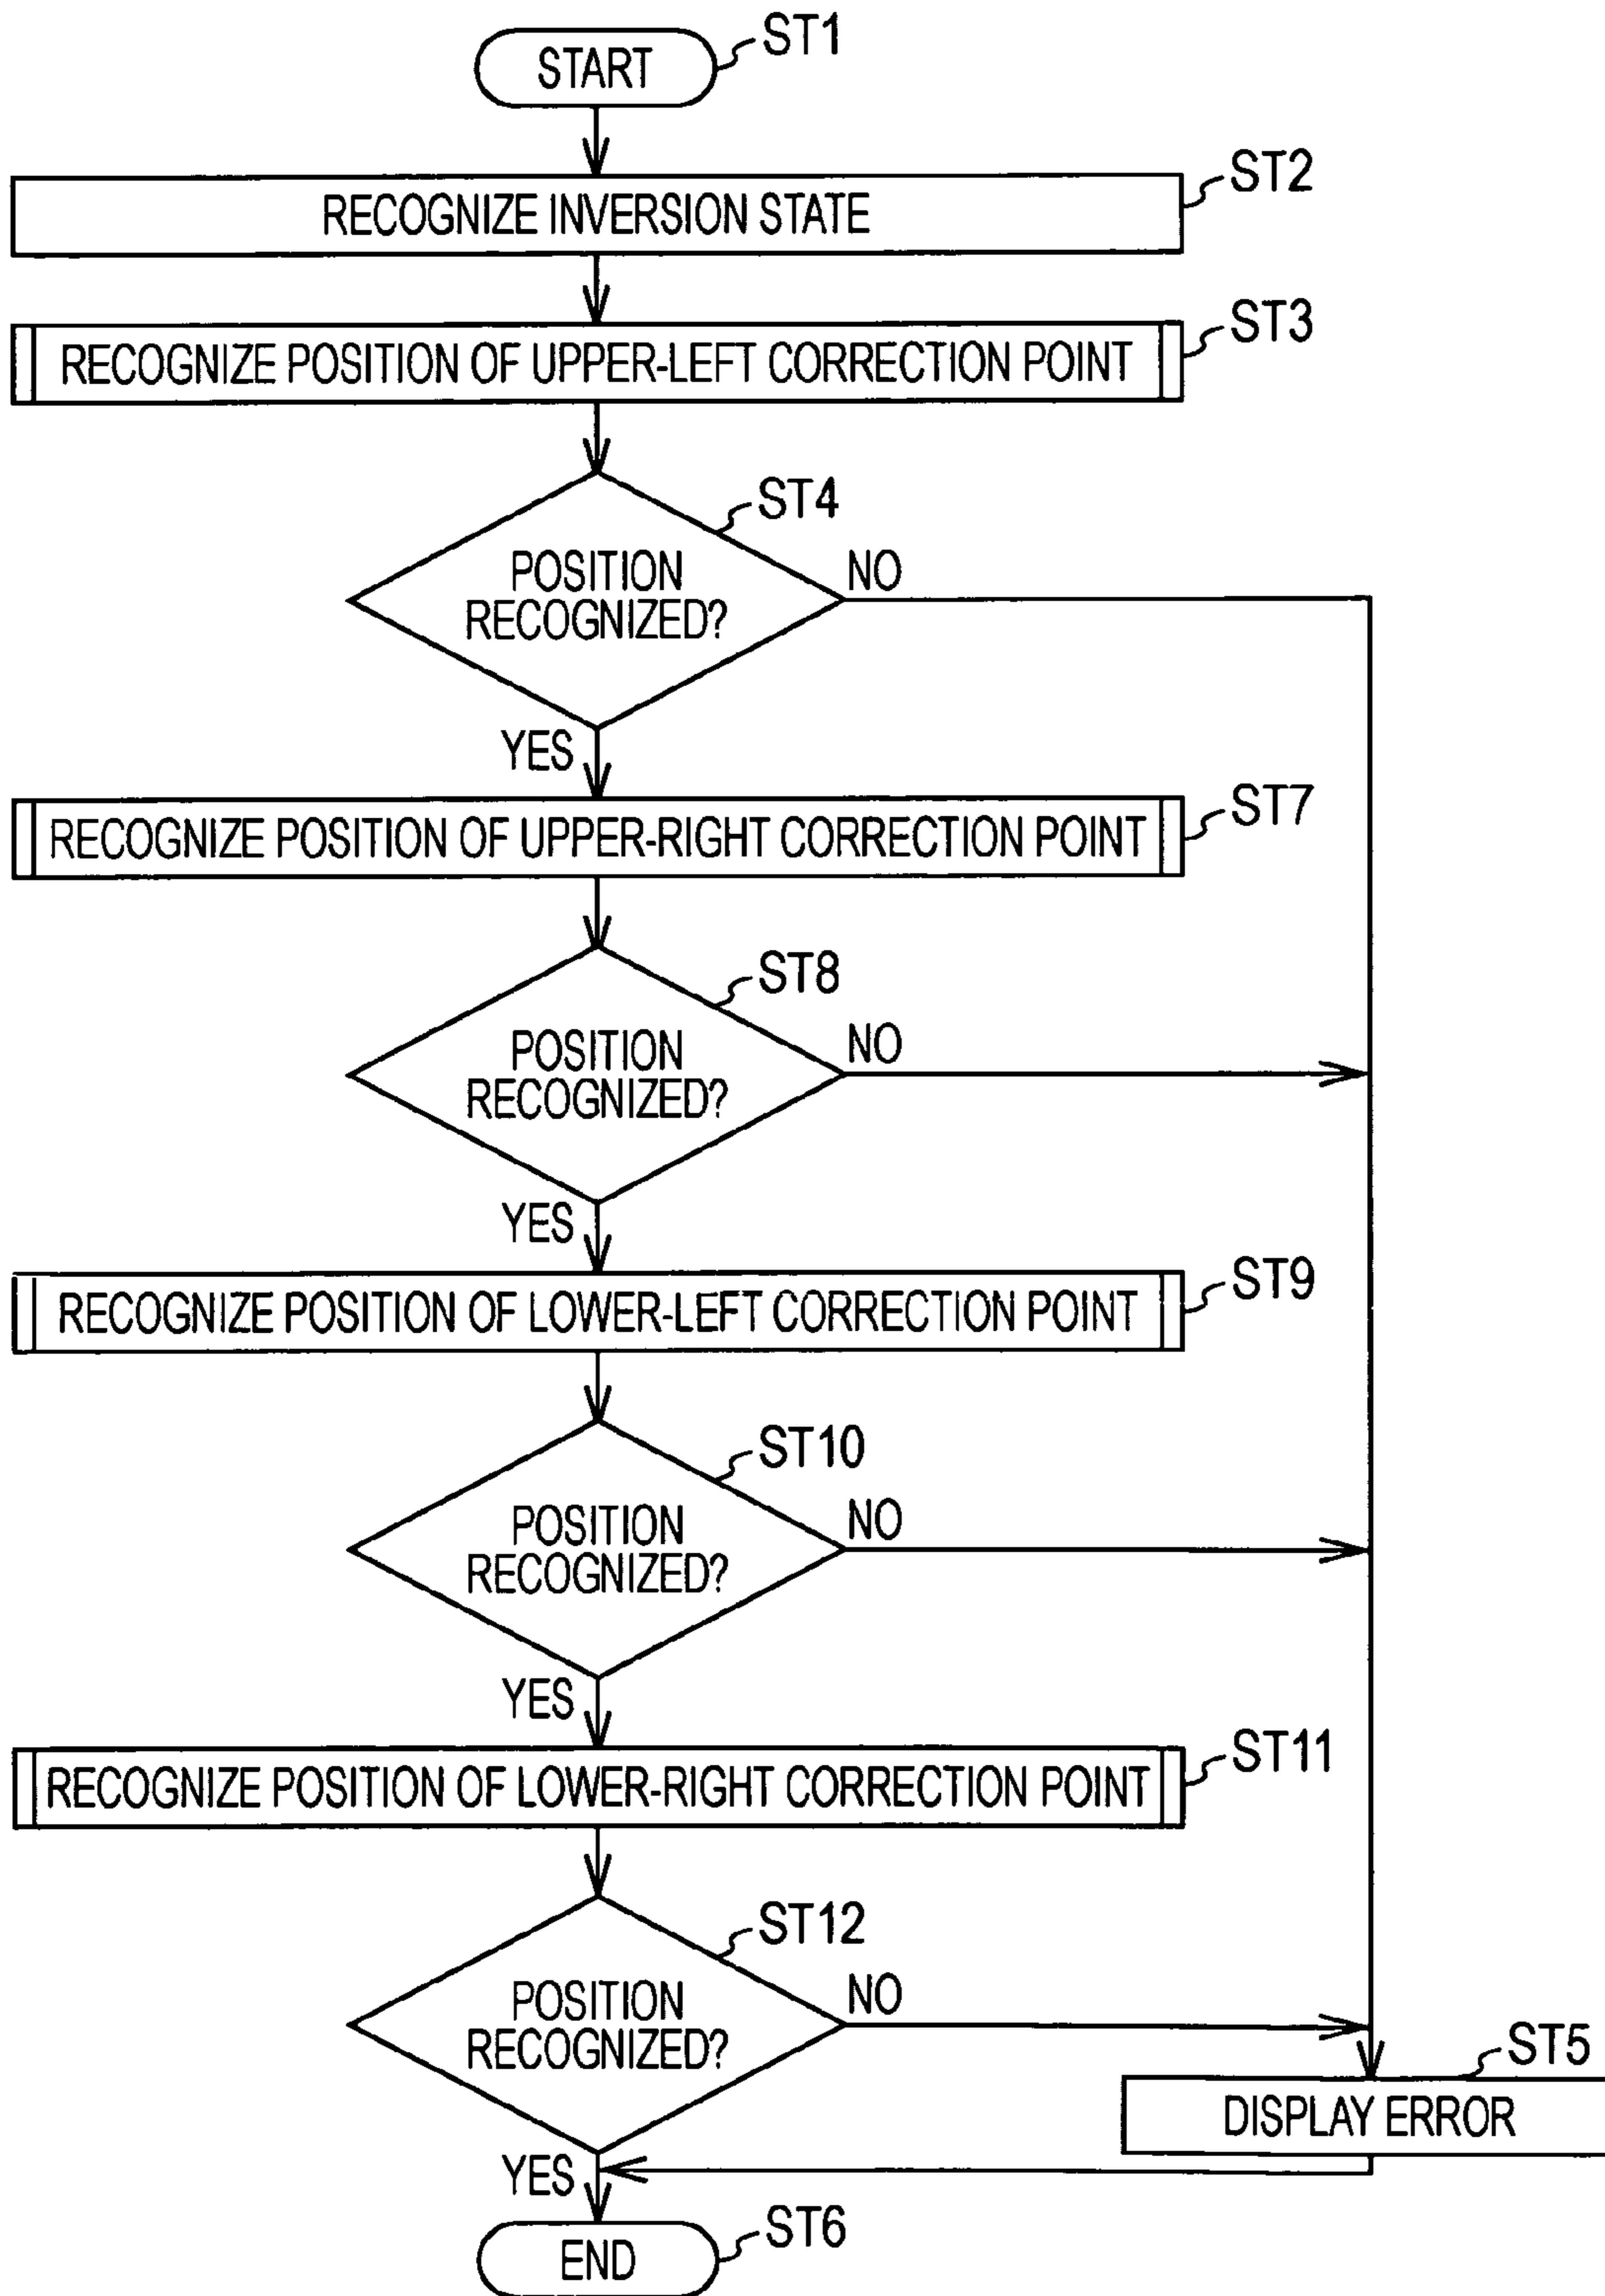 START
ST1
RECOGNIZE INVERSION STATE
ST2
RECOGNIZE POSITION OF UPPER-LEFT CORRECTION POINT
ST3
ST4
POSITION
RECOGNIZED?
NO
YES
RECOGNIZE POSITION OF UPPER-RIGHT CORRECTION POINT
ST7
ST8
POSITION
RECOGNIZED?
NO
YES
RECOGNIZE POSITION OF LOWER-LEFT CORRECTION POINT
ST9
ST10
POSITION
RECOGNIZED?
NO
YES
RECOGNIZE POSITION OF LOWER-RIGHT CORRECTION POINT
ST11
ST12
POSITION
RECOGNIZED?
NO
ST5
DISPLAY ERROR
YES
END
ST6